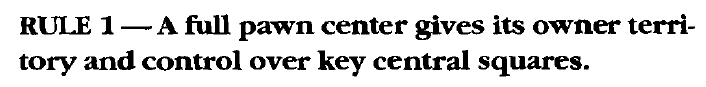 RULE 1 — A full pawn center gives its owner terri-
tory and control over key central squares.